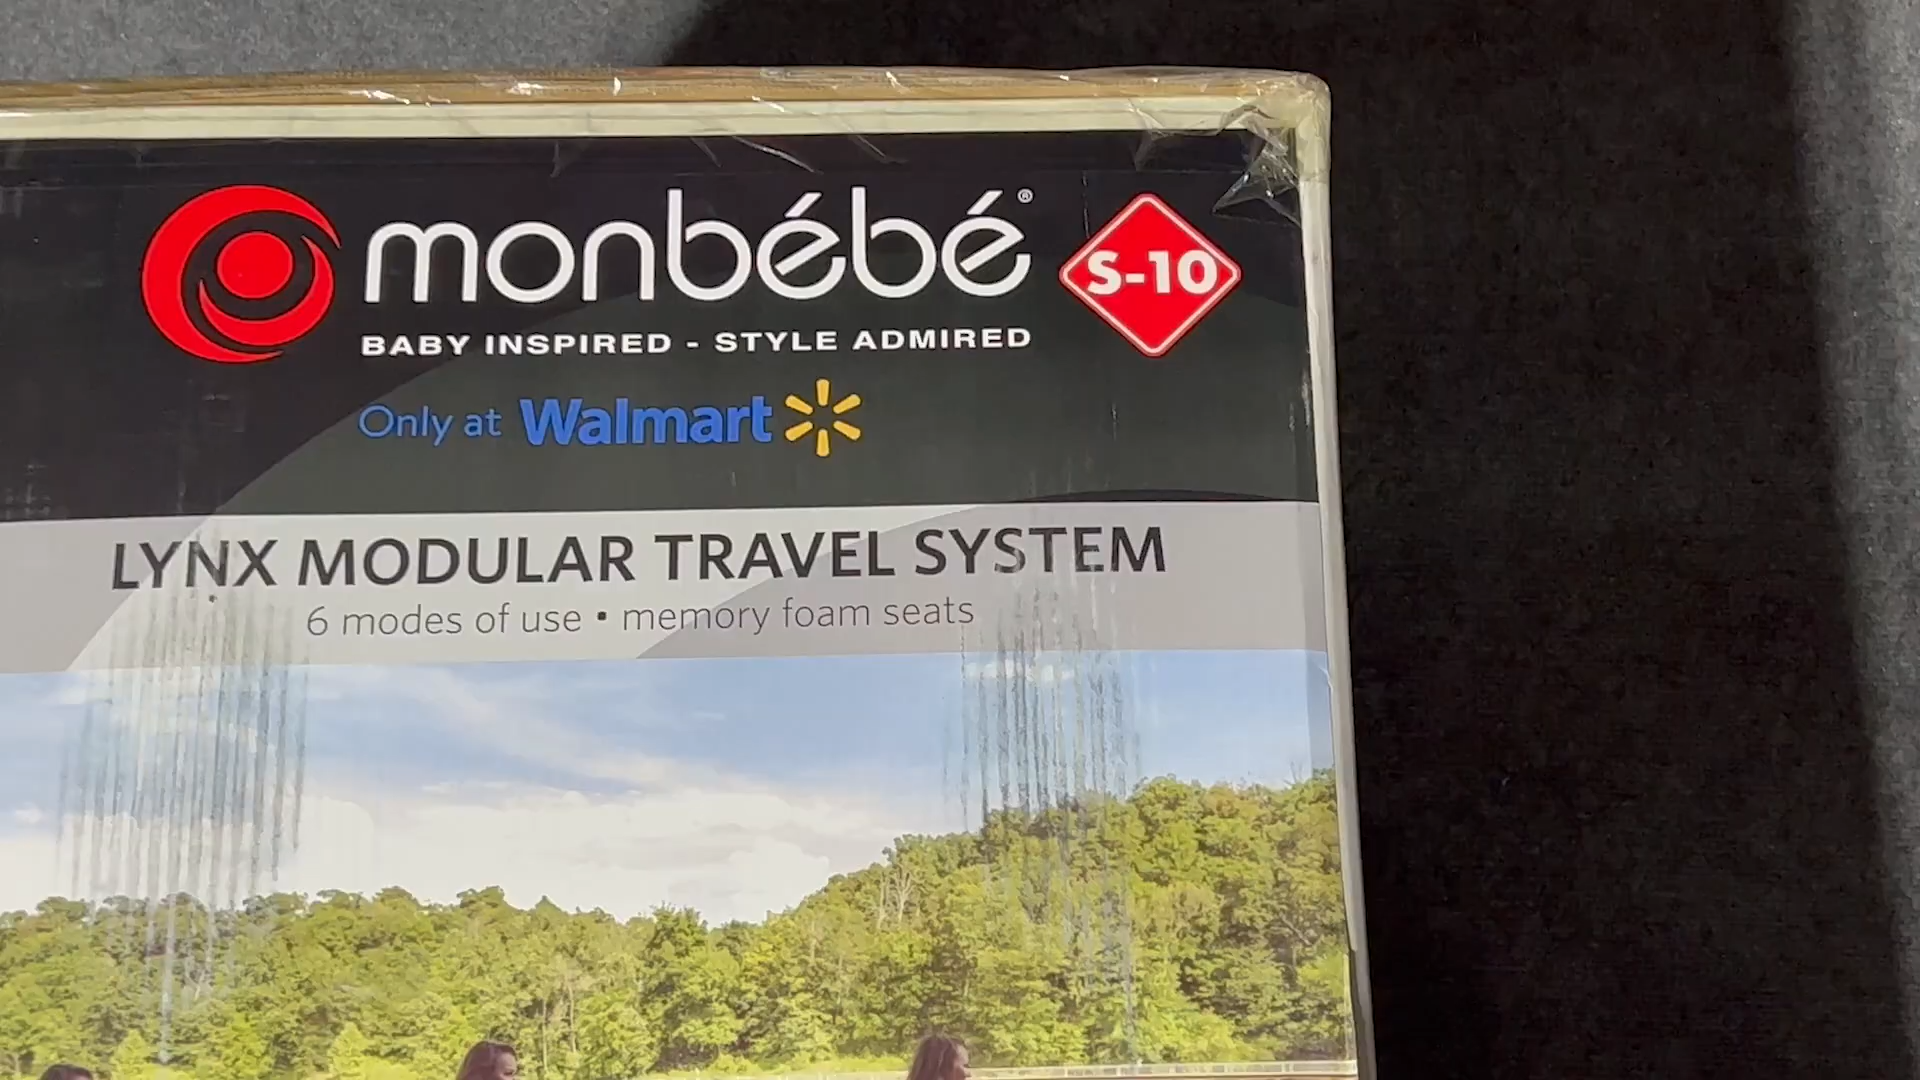 monbébé®
S-10
BABY INSPIRED - STYLE ADMIRED
Only at Walmart
LYNX MODULAR TRAVEL SYSTEM
6 modes of use • memory foam seats